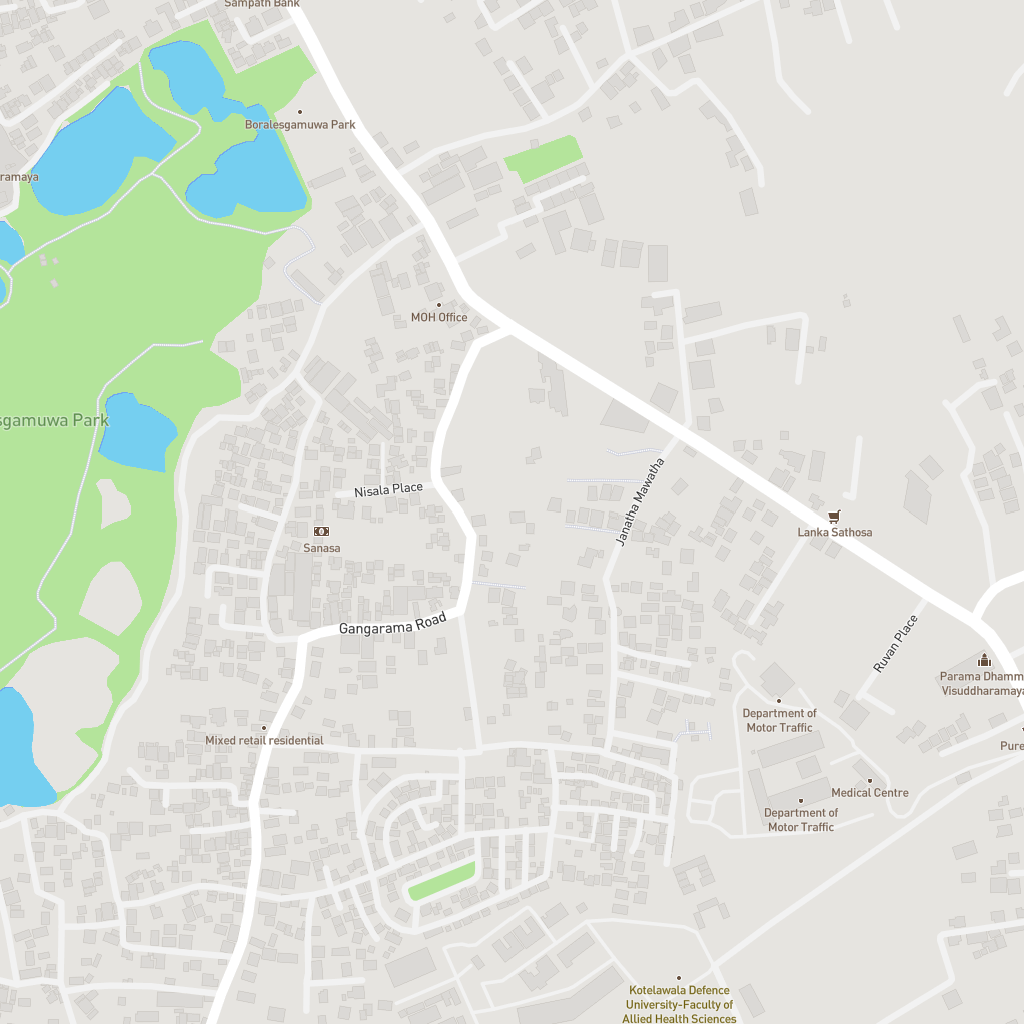 Sampath Bank
Boralesgamuwa Park
ramaya
MOH Office
sgamuwa Park
Nisala Place
Janatha Mawatha
Lanka Sathosa
Sanasa
Gangarama Road
Ruvan Place
Parama Dhamm
Visuddharamaya
Department of
Motor Traffic
Mixed retail residential
Pure
Medical Centre
Department of
Motor Traffic
Kotelawala Defence
University-Faculty of
Allied Health Sciences